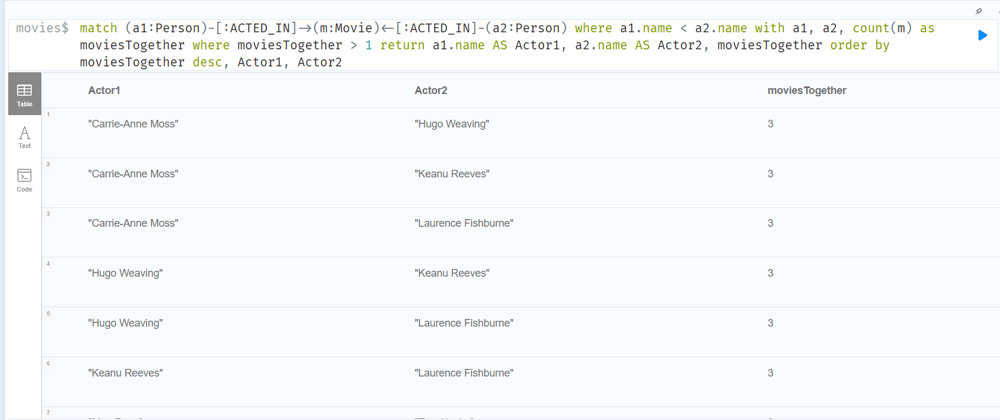 movies$ match (a1:Person)-[:ACTED_IN]→(m:Movie)←[:ACTED_IN]-(a2:Person) where a1.name < a2.name with a1, a2, count(m) as
moviesTogether where moviesTogether > 1 return a1.name AS Actor1, a2.name AS Actor2, moviesTogether order by
moviesTogether desc, Actor1, Actor2
Table
Text
Code
Actor1 Actor2 moviesTogether
1 "Carrie-Anne Moss" "Hugo Weaving" 3
2 "Carrie-Anne Moss" "Keanu Reeves" 3
3 "Carrie-Anne Moss" "Laurence Fishburne" 3
4 "Hugo Weaving" "Keanu Reeves" 3
5 "Hugo Weaving" "Laurence Fishburne" 3
6 "Keanu Reeves" "Laurence Fishburne" 3
7